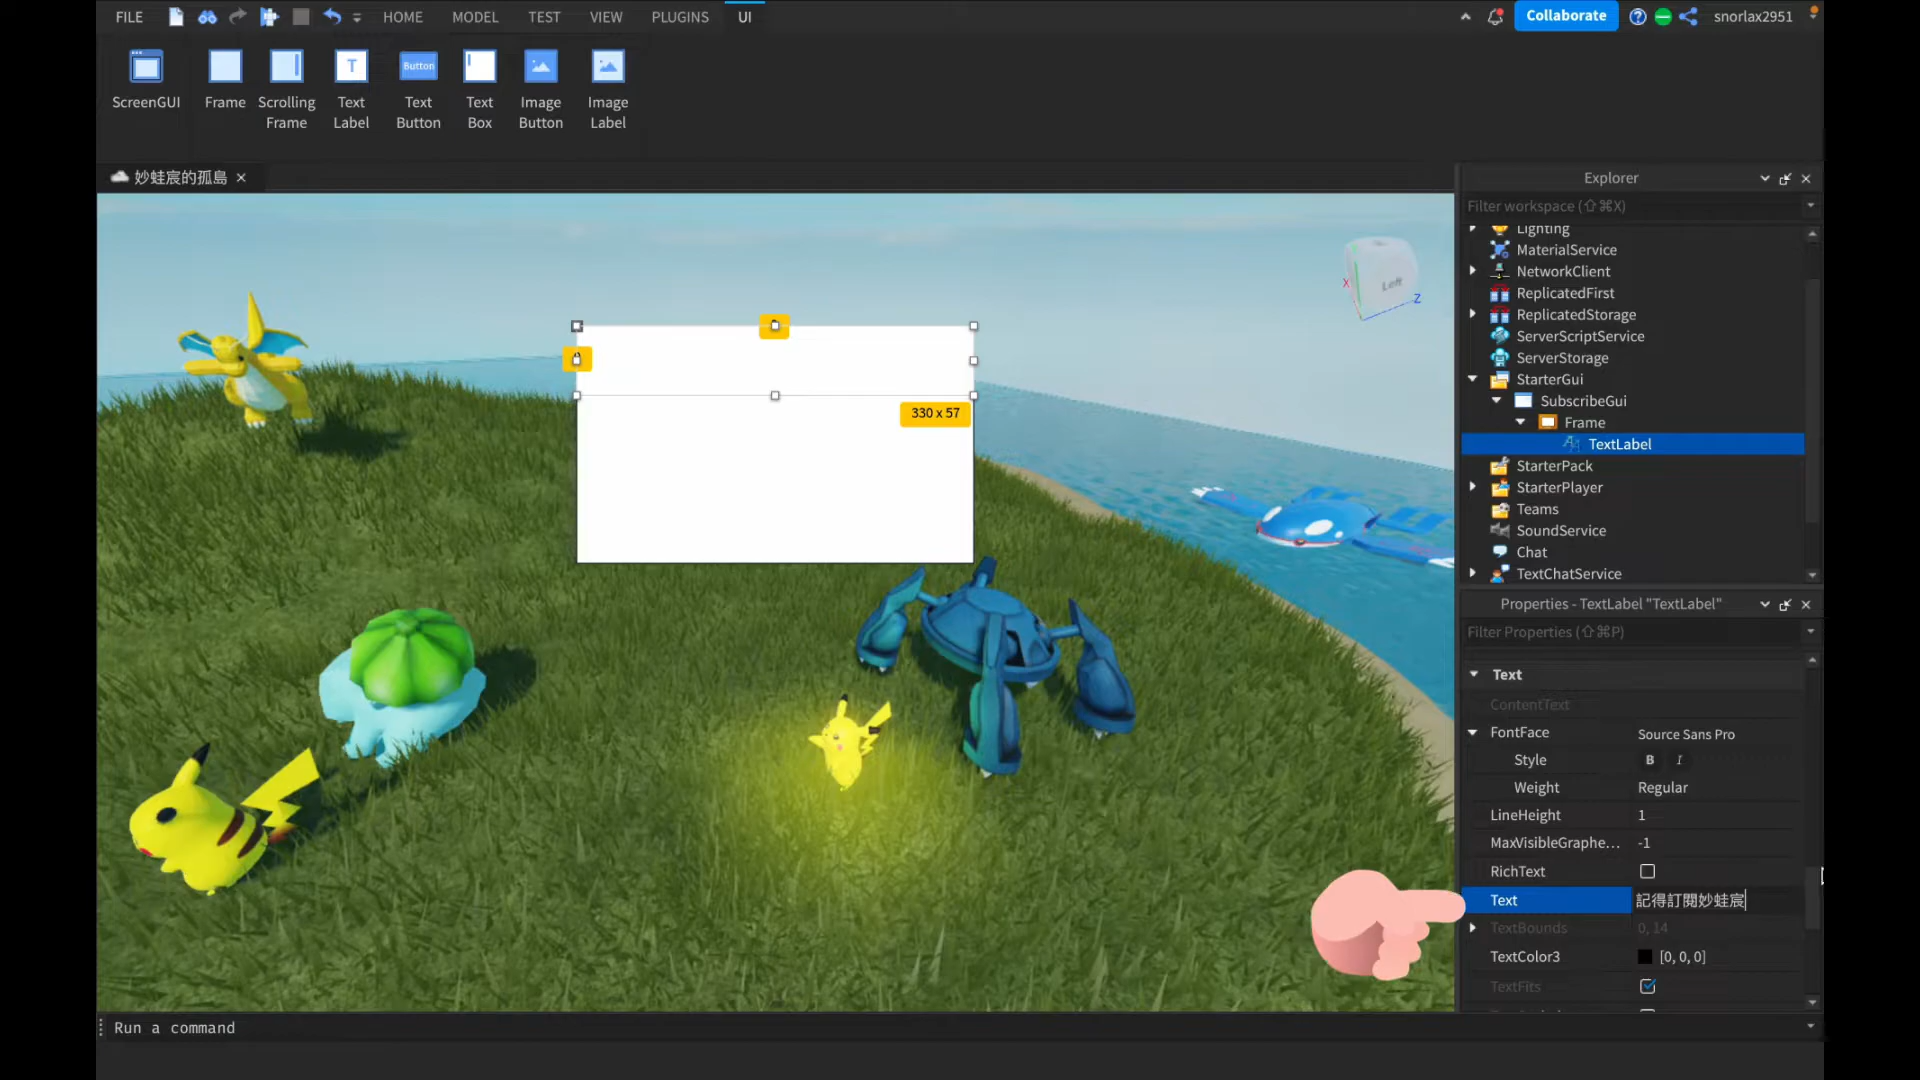 FILE
HOME
MODEL
TEST
VIEW
PLUGINS
UI
Collaborate
snorlax2951
ScreenGUI
Frame
Scrolling
Frame
Text
Label
Button
Text
Button
Text
Box
Image
Button
Image
Label
妙蛙宸的孤島
Left
X
Z
330 x 57
Explorer
Filter workspace (⇧⌘X)
Lighting
MaterialService
NetworkClient
ReplicatedFirst
ReplicatedStorage
ServerScriptService
ServerStorage
StarterGui
SubscribeGui
Frame
TextLabel
StarterPack
StarterPlayer
Teams
SoundService
Chat
TextChatService
Properties - TextLabel "TextLabel"
Filter Properties (⇧⌘P)
Text
ContentText
FontFace Source Sans Pro
Style B I
Weight Regular
LineHeight 1
MaxVisibleGraphe... -1
RichText
Text 記得訂閱妙蛙宸
TextBounds 0, 14
TextColor3 [0, 0, 0]
TextFits
Run a command